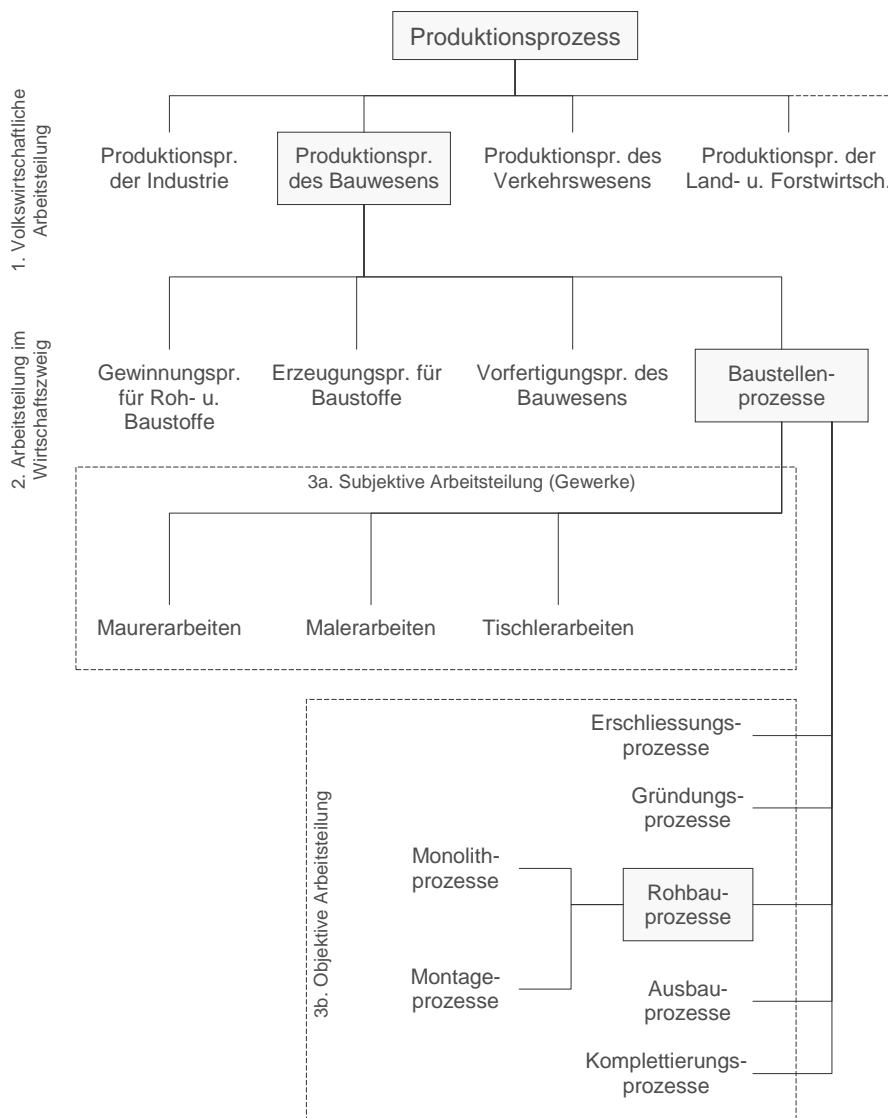 Produktionsprozess
1. Volkswirtschaftliche
Arbeitsteilung
Produktionspr.
der Industrie
Produktionspr.
des Bauwesens
Produktionspr. des
Verkehrswesens
Produktionspr. der
Land- u. Forstwirtsch.
2. Arbeitsteilung im
Wirtschaftszweig
Gewinnungspr.
für Roh- u.
Baustoffe
Erzeugungspr. für
Baustoffe
Vorfertigungspr. des
Bauwesens
Baustellen-
prozesse
3a. Subjektive Arbeitsteilung (Gewerke)
Maurerarbeiten
Malerarbeiten
Tischlerarbeiten
3b. Objektive Arbeitsteilung
Erschliessungs-
prozesse
Gründungs-
prozesse
Monolith-
prozesse
Rohbau-
prozesse
Montage-
prozesse
Ausbau-
prozesse
Komplettierungs-
prozesse